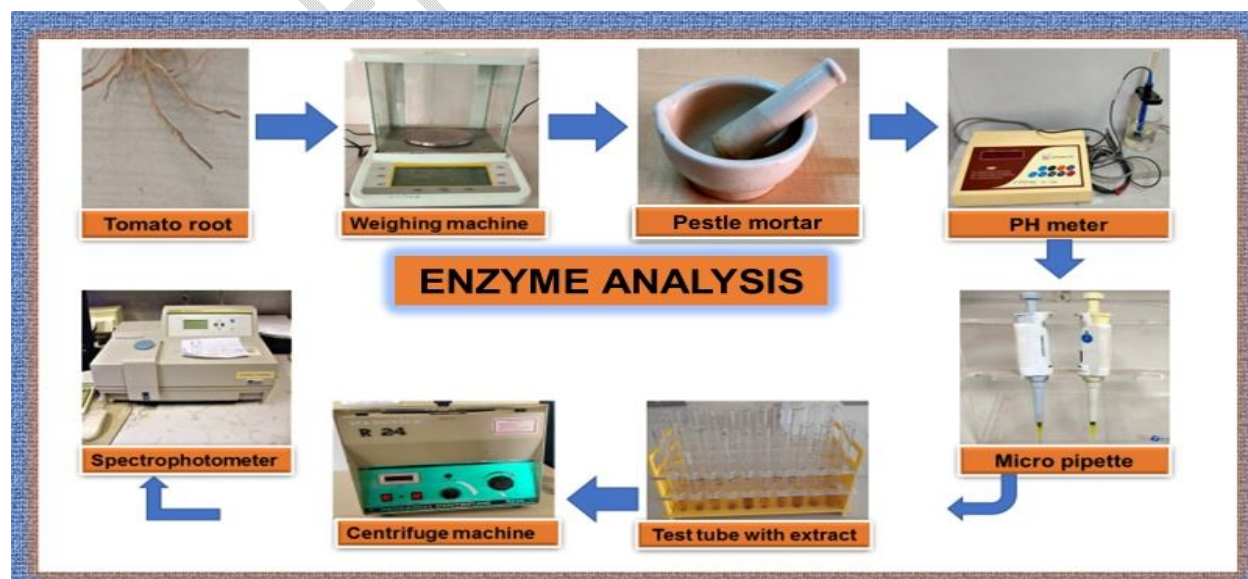 Tomato root
Weighing machine
Pestle mortar
PH meter
ENZYME ANALYSIS
Spectrophotometer
R 24
Centrifuge machine
Test tube with extract
Micro pipette